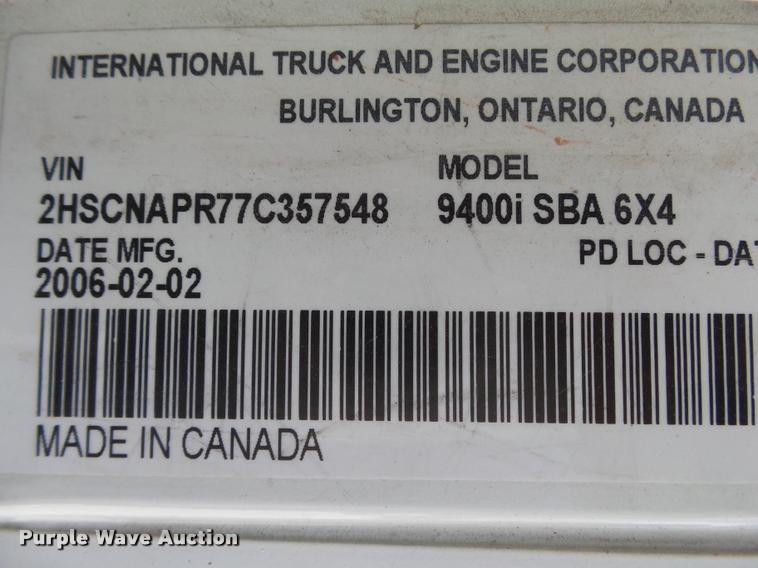 INTERNATIONAL TRUCK AND ENGINE CORPORATION
BURLINGTON, ONTARIO, CANADA
VIN MODEL
2HSCNAPR77C357548 9400i SBA 6X4
DATE MFG. PD LOC - DAT
2006-02-02
MADE IN CANADA
Purple Wave Auction